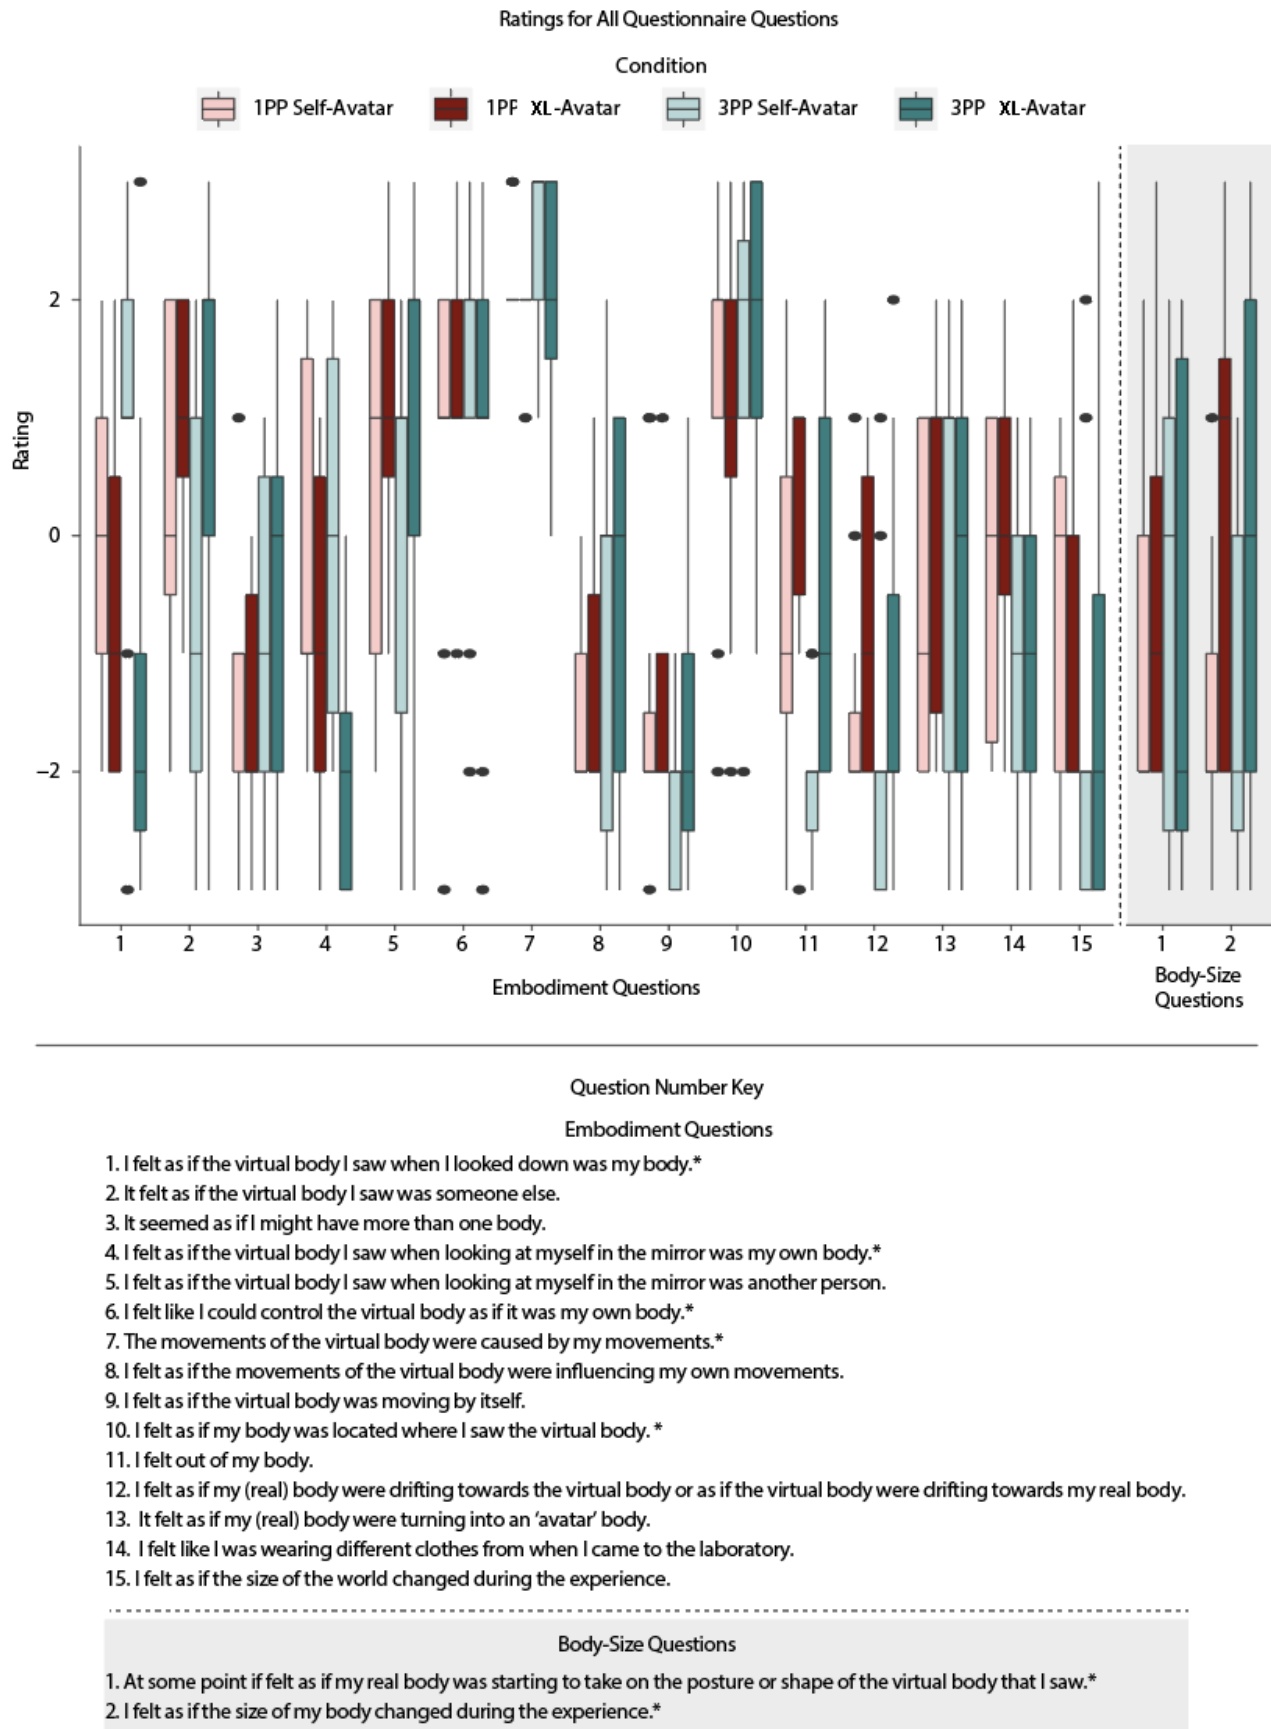 Ratings for All Questionnaire Questions
Condition
1PP Self-Avatar 1PF XL-Avatar 3PP Self-Avatar 3PP XL-Avatar
Rating
2
0
−2
1 2 3 4 5 6 7 8 9 10 11 12 13 14 15 1 2
Embodiment Questions
Body-Size
Questions
Question Number Key
Embodiment Questions
1. I felt as if the virtual body I saw when I looked down was my body.*
2. It felt as if the virtual body I saw was someone else.
3. It seemed as if I might have more than one body.
4. I felt as if the virtual body I saw when looking at myself in the mirror was my own body.*
5. I felt as if the virtual body I saw when looking at myself in the mirror was another person.
6. I felt like I could control the virtual body as if it was my own body.*
7. The movements of the virtual body were caused by my movements.*
8. I felt as if the movements of the virtual body were influencing my own movements.
9. I felt as if the virtual body was moving by itself.
10. I felt as if my body was located where I saw the virtual body. *
11. I felt out of my body.
12. I felt as if my (real) body were drifting towards the virtual body or as if the virtual body were drifting towards my real body.
13. It felt as if my (real) body were turning into an ‘avatar’ body.
14. I felt like I was wearing different clothes from when I came to the laboratory.
15. I felt as if the size of the world changed during the experience.
Body-Size Questions
1. At some point if felt as if my real body was starting to take on the posture or shape of the virtual body that I saw.*
2. I felt as if the size of my body changed during the experience.*